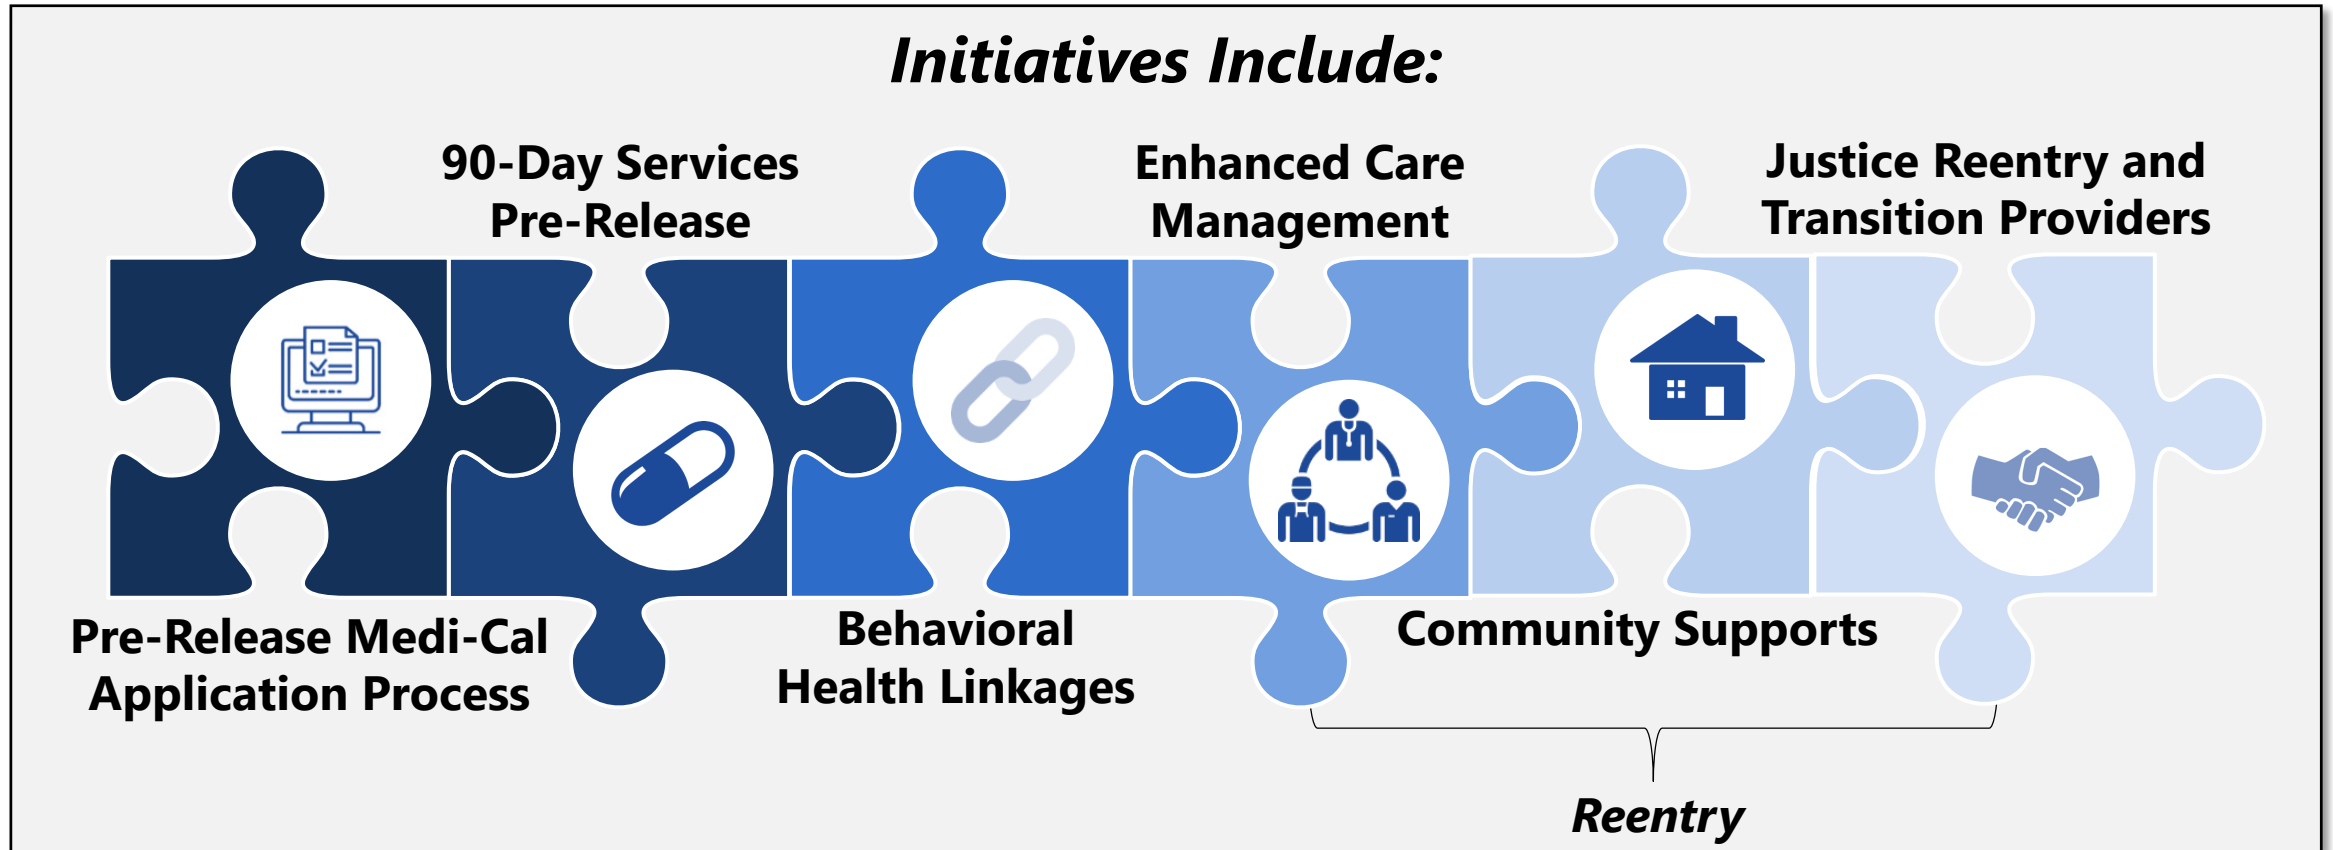 Initiatives Include:
90-Day Services
Pre-Release
Enhanced Care
Management
Justice Reentry and
Transition Providers
Pre-Release Medi-Cal
Application Process
Behavioral
Health Linkages
Community Supports
Reentry